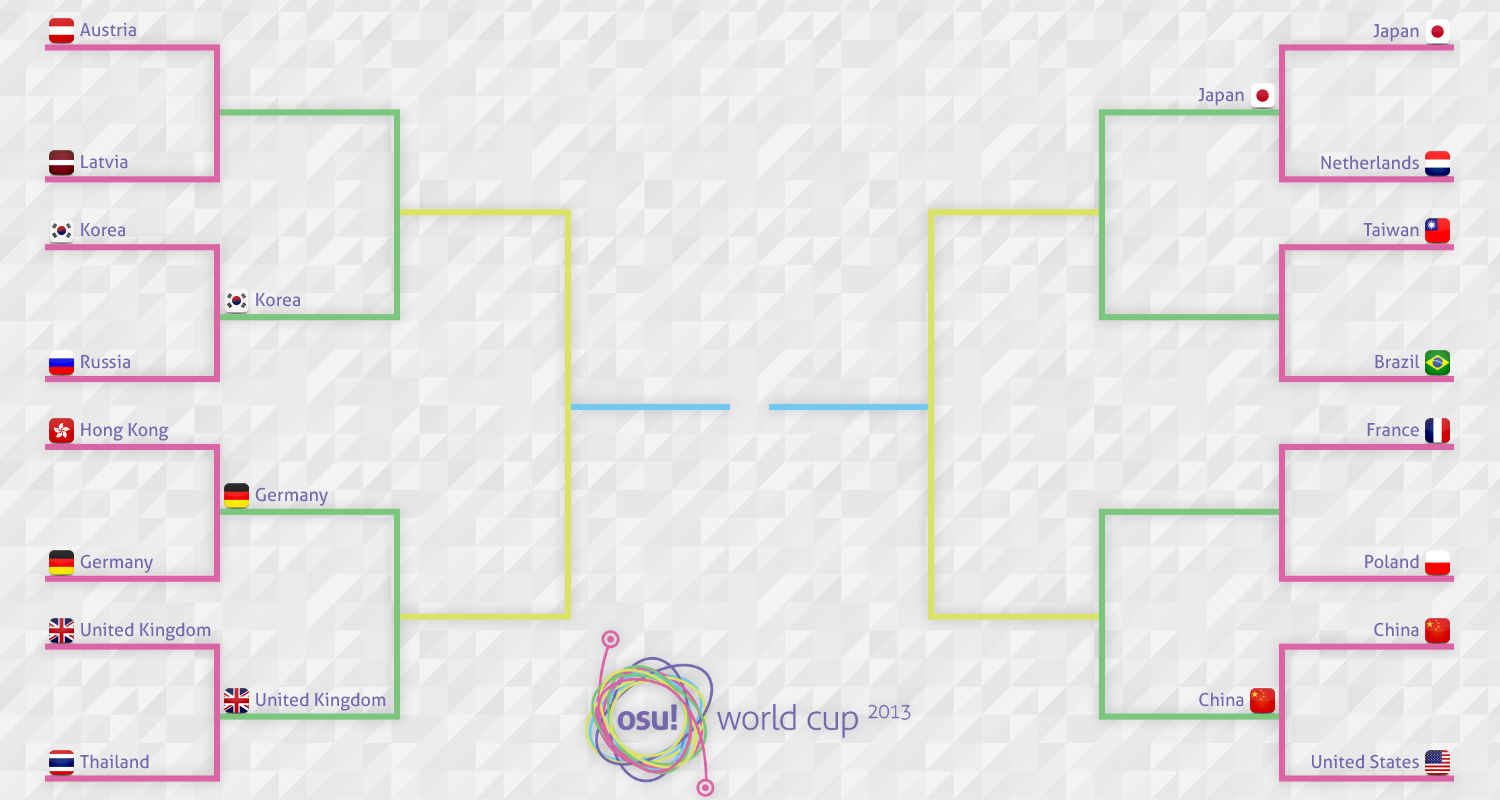 Austria
Latvia
Korea
Russia
Hong Kong
Germany
United Kingdom
Thailand
Korea
Germany
United Kingdom
Japan
China
Japan
Netherlands
Taiwan
Brazil
France
Poland
China
United States
osu! world cup 2013